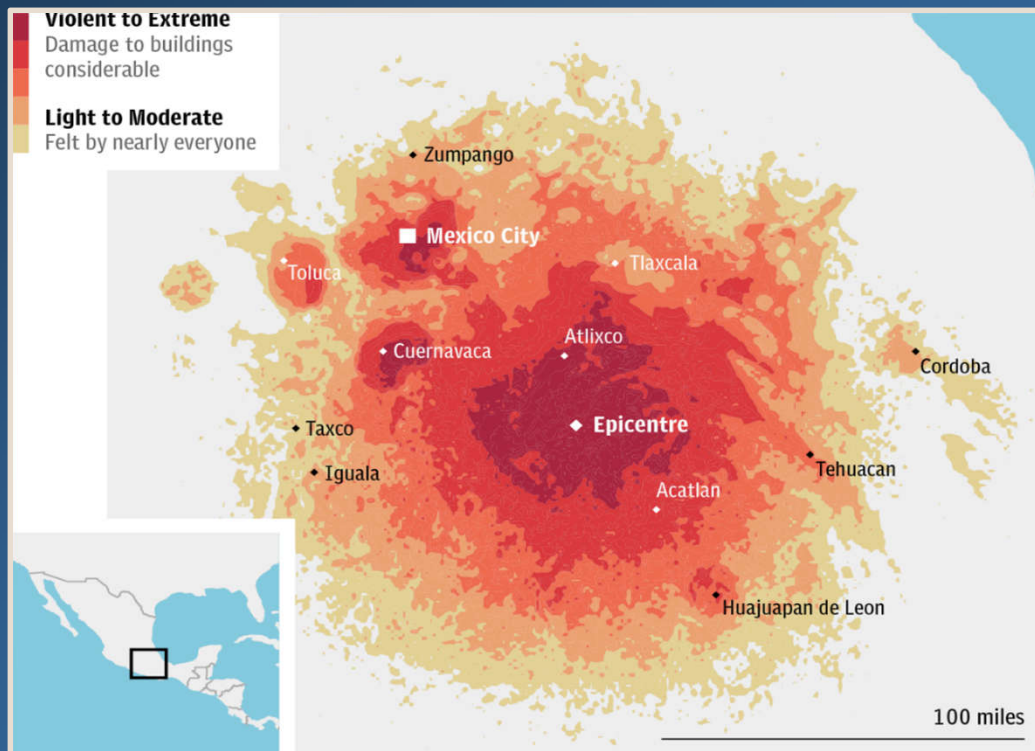 Violent to Extreme
Damage to buildings
considerable
Light to Moderate
Felt by nearly everyone
Zumpango
Mexico City
Toluca
Tlaxcala
Cuernavaca
Atlixco
Cordoba
Epicentre
Taxco
Tehuacan
Iguala
Acatlan
Huajuapan de Leon
100 miles